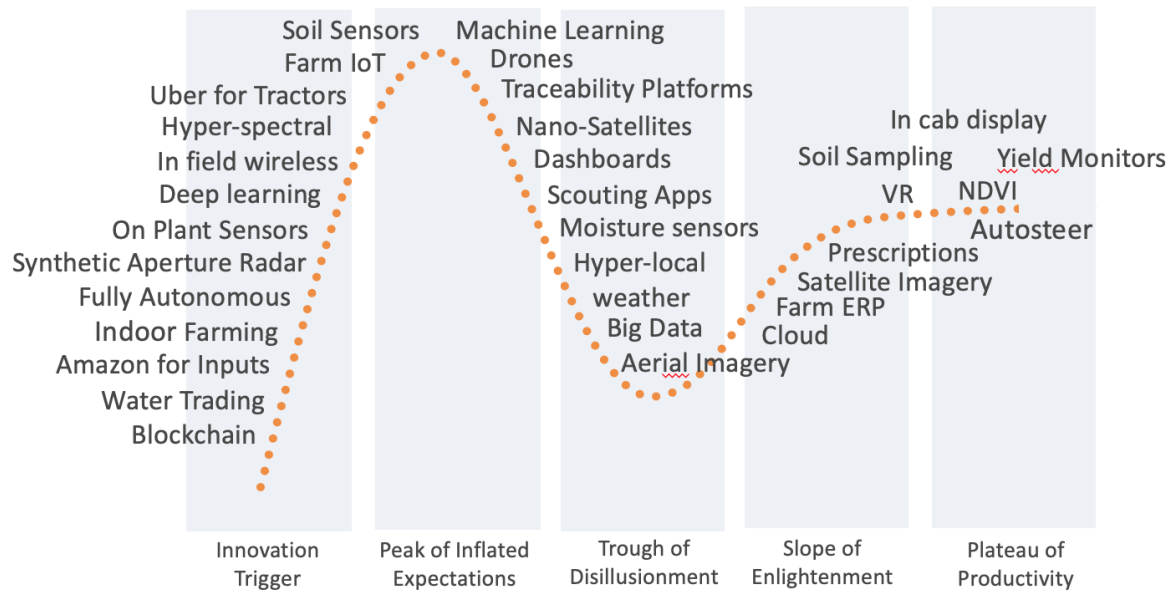 Soil Sensors
Farm IoT
Uber for Tractors
Hyper-spectral
In field wireless
Deep learning
On Plant Sensors
Synthetic Aperture Radar
Fully Autonomous
Indoor Farming
Amazon for Inputs
Water Trading
Blockchain
Machine Learning
Drones
Traceability Platforms
Nano-Satellites
Dashboards
Scouting Apps
Moisture sensors
Hyper-local
weather
Big Data
Aerial Imagery
In cab display
Soil Sampling
Yield Monitors
VR
NDVI
Autosteer
Prescriptions
Satellite Imagery
Farm ERP
Cloud
Innovation
Trigger
Peak of Inflated
Expectations
Trough of
Disillusionment
Slope of
Enlightenment
Plateau of
Productivity